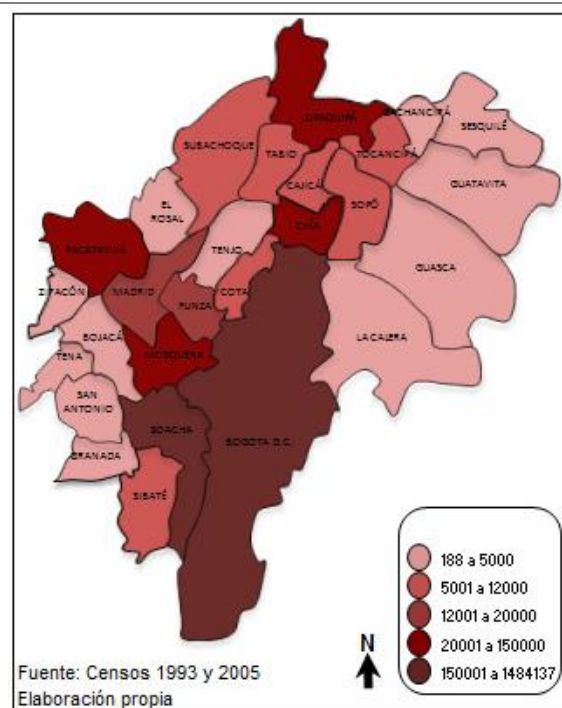 ZIPAQUIRÁ
GACHANCIPÁ
SESQUILÉ
SUBACHOQUE
TABIO
TOCANCIPÁ
CAJICÁ
GUATAVITA
EL
ROSAL
SOPÓ
CHÍA
TENJO
FACATATIVÁ
GUASCA
ZIPACÓN
MADRID
COTA
FUNZA
BOJACÁ
LA CALERA
TENA
MOSQUERA
SAN
ANTONIO
SOACHA
BOGOTA D.C.
GRANADA
SIBATÉ
188 a 5000
5001 a 12000
12001 a 20000
20001 a 150000
150001 a 1484137
N
Fuente: Censos 1993 y 2005
Elaboración propia